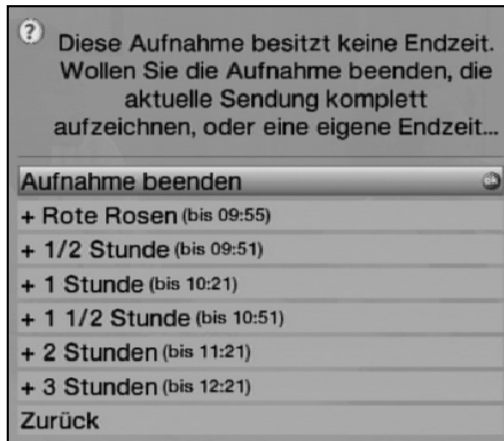 ?
Diese Aufnahme besitzt keine Endzeit.
Wollen Sie die Aufnahme beenden, die
aktuelle Sendung komplett
aufzeichnen, oder eine eigene Endzeit...
Aufnahme beenden ok
+ Rote Rosen (bis 09:55)
+ 1/2 Stunde (bis 09:51)
+ 1 Stunde (bis 10:21)
+ 1 1/2 Stunde (bis 10:51)
+ 2 Stunden (bis 11:21)
+ 3 Stunden (bis 12:21)
Zurück